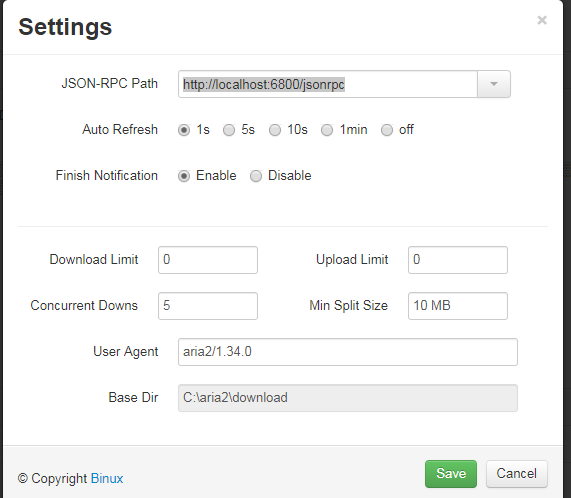 Settings ×
JSON-RPC Path http://localhost:6800/jsonrpc
Auto Refresh 1s 5s 10s 1min off
Finish Notification Enable Disable
Download Limit 0 Upload Limit 0
Concurrent Downs 5 Min Split Size 10 MB
User Agent aria2/1.34.0
Base Dir C:\aria2\download
© Copyright Binux Save Cancel